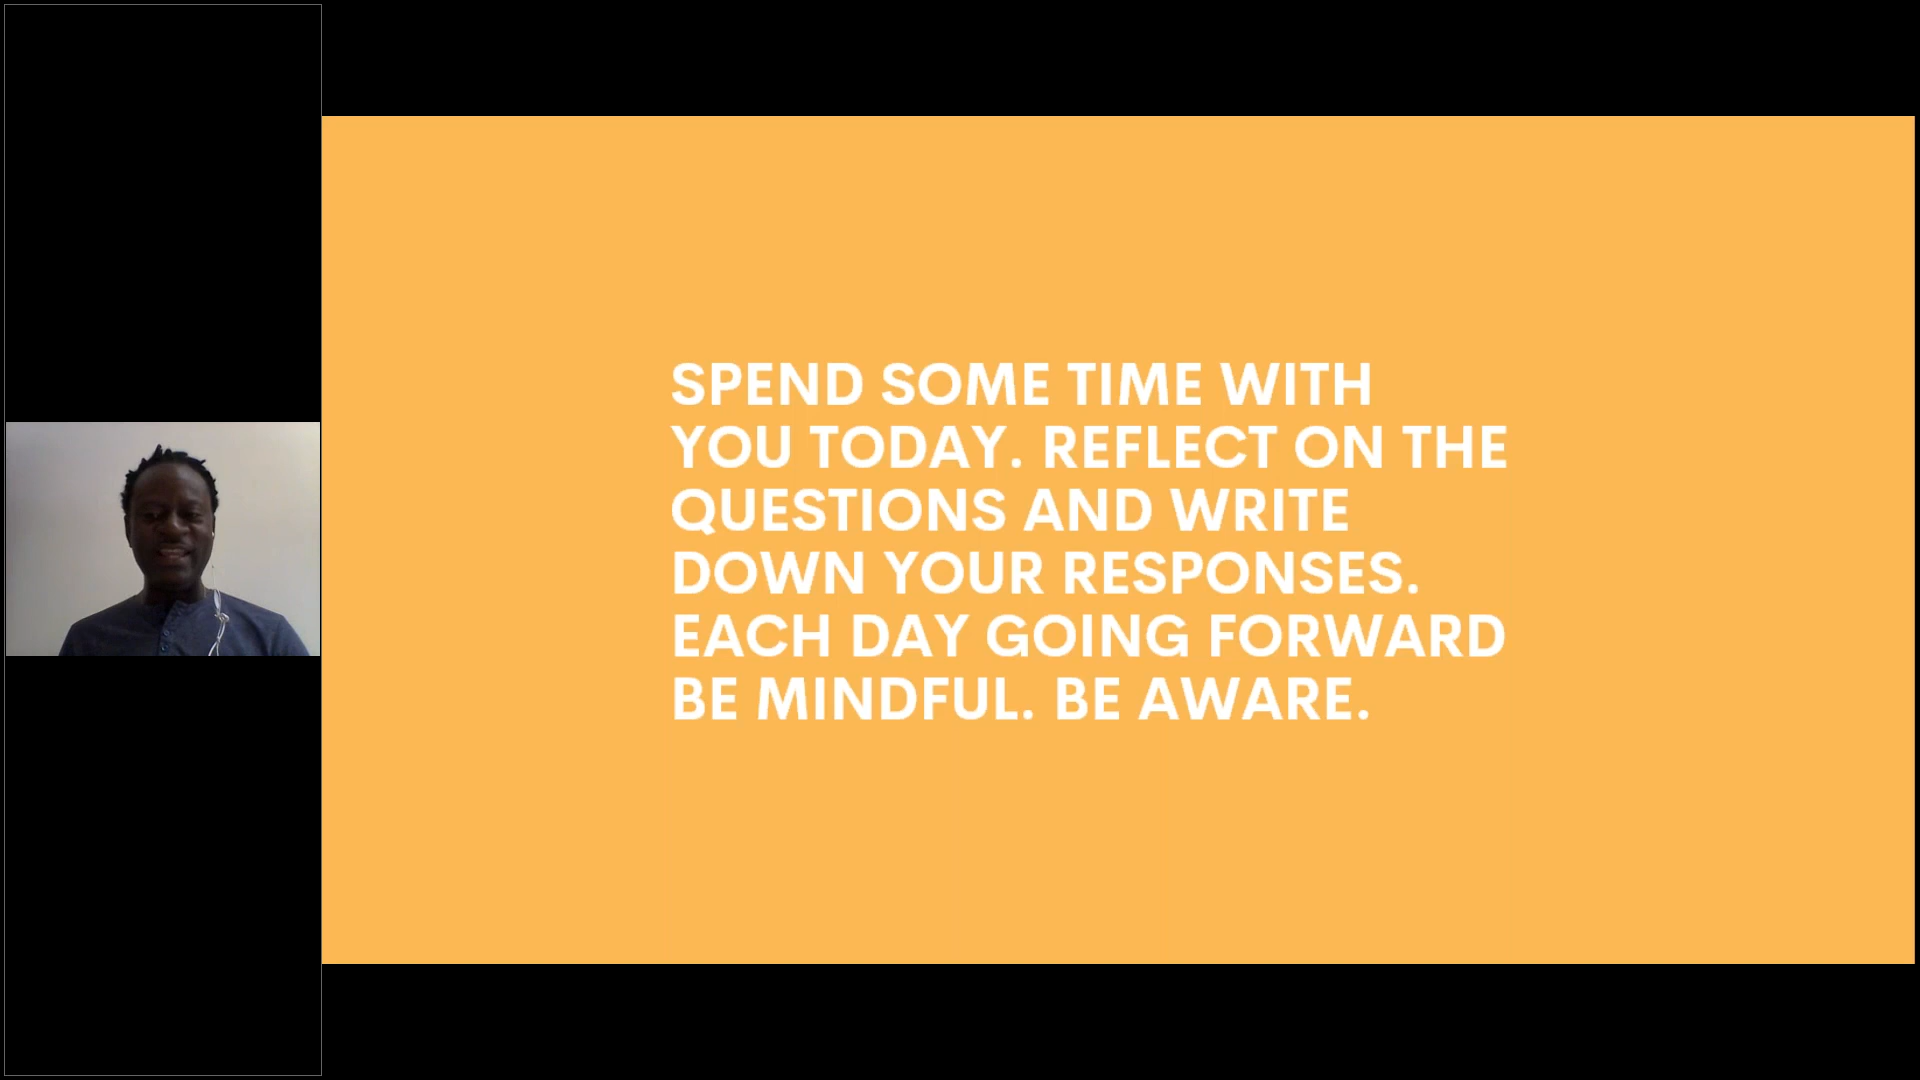 SPEND SOME TIME WITH
YOU TODAY. REFLECT ON THE
QUESTIONS AND WRITE
DOWN YOUR RESPONSES.
EACH DAY GOING FORWARD
BE MINDFUL. BE AWARE.